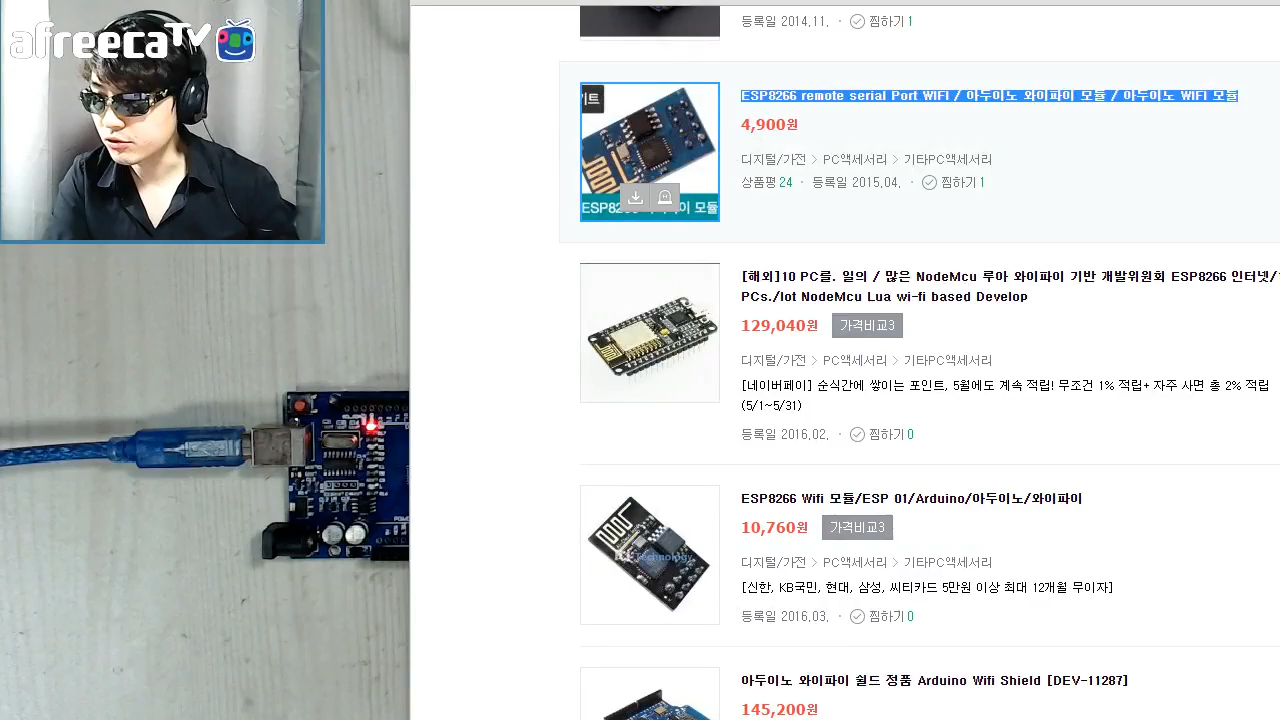 afreecaTV
등록일 2014.11. · 찜하기 1
ESP8266 remote serial Port WIFI / 아두이노 와이파이 모듈 / 아두이노 WIFI 모듈
4,900원
디지털/가전 > PC액세서리 > 기타PC액세서리
상품평 24 · 등록일 2015.04. · 찜하기 1
[해외]10 PC를. 일의 / 많은 NodeMcu 루아 와이파이 기반 개발위원회 ESP8266 인터넷/
PCs./lot NodeMcu Lua wi-fi based Develop
129,040원 가격비교3
디지털/가전 > PC액세서리 > 기타PC액세서리
[네이버페이] 순식간에 쌓이는 포인트, 5월에도 계속 적립! 무조건 1% 적립+ 자주 사면 총 2% 적립
(5/1~5/31)
등록일 2016.02. · 찜하기 0
ESP8266 Wifi 모듈/ESP 01/Arduino/아두이노/와이파이
10,760원 가격비교3
디지털/가전 > PC액세서리 > 기타PC액세서리
[신한, KB국민, 현대, 삼성, 씨티카드 5만원 이상 최대 12개월 무이자]
등록일 2016.03. · 찜하기 0
아두이노 와이파이 쉴드 정품 Arduino Wifi Shield [DEV-11287]
145,200원